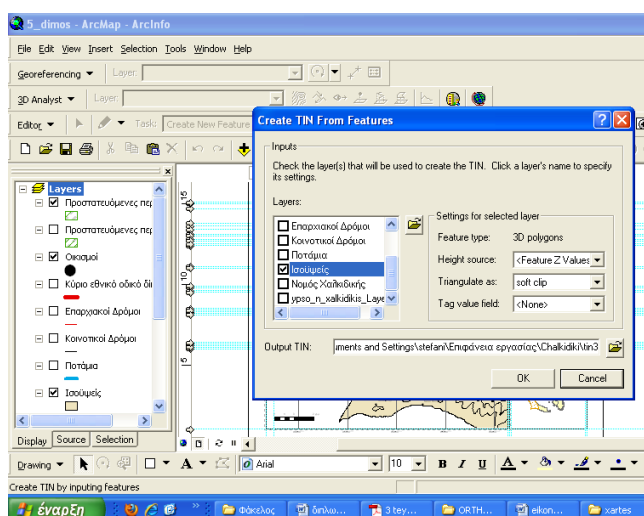 5_dimos - ArcMap - ArcInfo
File Edit View Insert Selection Tools Window Help
Georeferencing Layer:
3D Analyst Layer:
Editor Task: Create New Feature
Create TIN From Features
Inputs
Check the layer(s) that will be used to create the TIN. Click a layer's name to specify
its settings.
Layers:
Επαρχιακοί Δρόμοι
Κοινοτικοί Δρόμοι
Ποτάμια
Ισοϋψείς
Νομός Χαλκιδικής
ypso_n_xalkidikis_Laye
Settings for selected layer
Feature type: 3D polygons
Height source: <Feature Z Values
Triangulate as: soft clip
Tag value field: <None>
Output TIN: uments and Settings\stefani\Επιφάνεια εργασίας\Chalkidiki\tin3
OK Cancel
Layers
Προστατευόμενες περ
Προστατευόμενες περ
Οικισμοί
Κύριο εθνικό οδικό δί
Επαρχιακοί Δρόμοι
Κοινοτικοί Δρόμοι
Ποτάμια
Ισοϋψείς
15
10
5
Display Source Selection
Drawing A Arial 10 B I U A
Create TIN by inputing features
έναρξη Φάκελος διπλω... 3 tey... ORTH... eikon... xartes